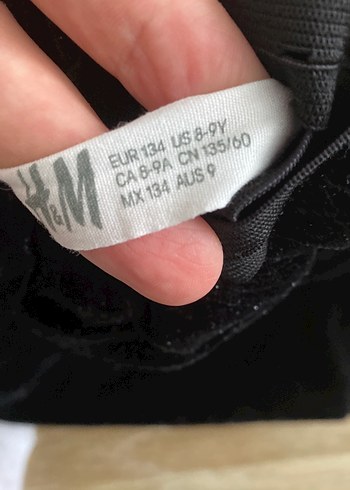 H&M
EUR 134 US 8-9Y
CA 8-9A CN 135/60
MX 134 AUS 9